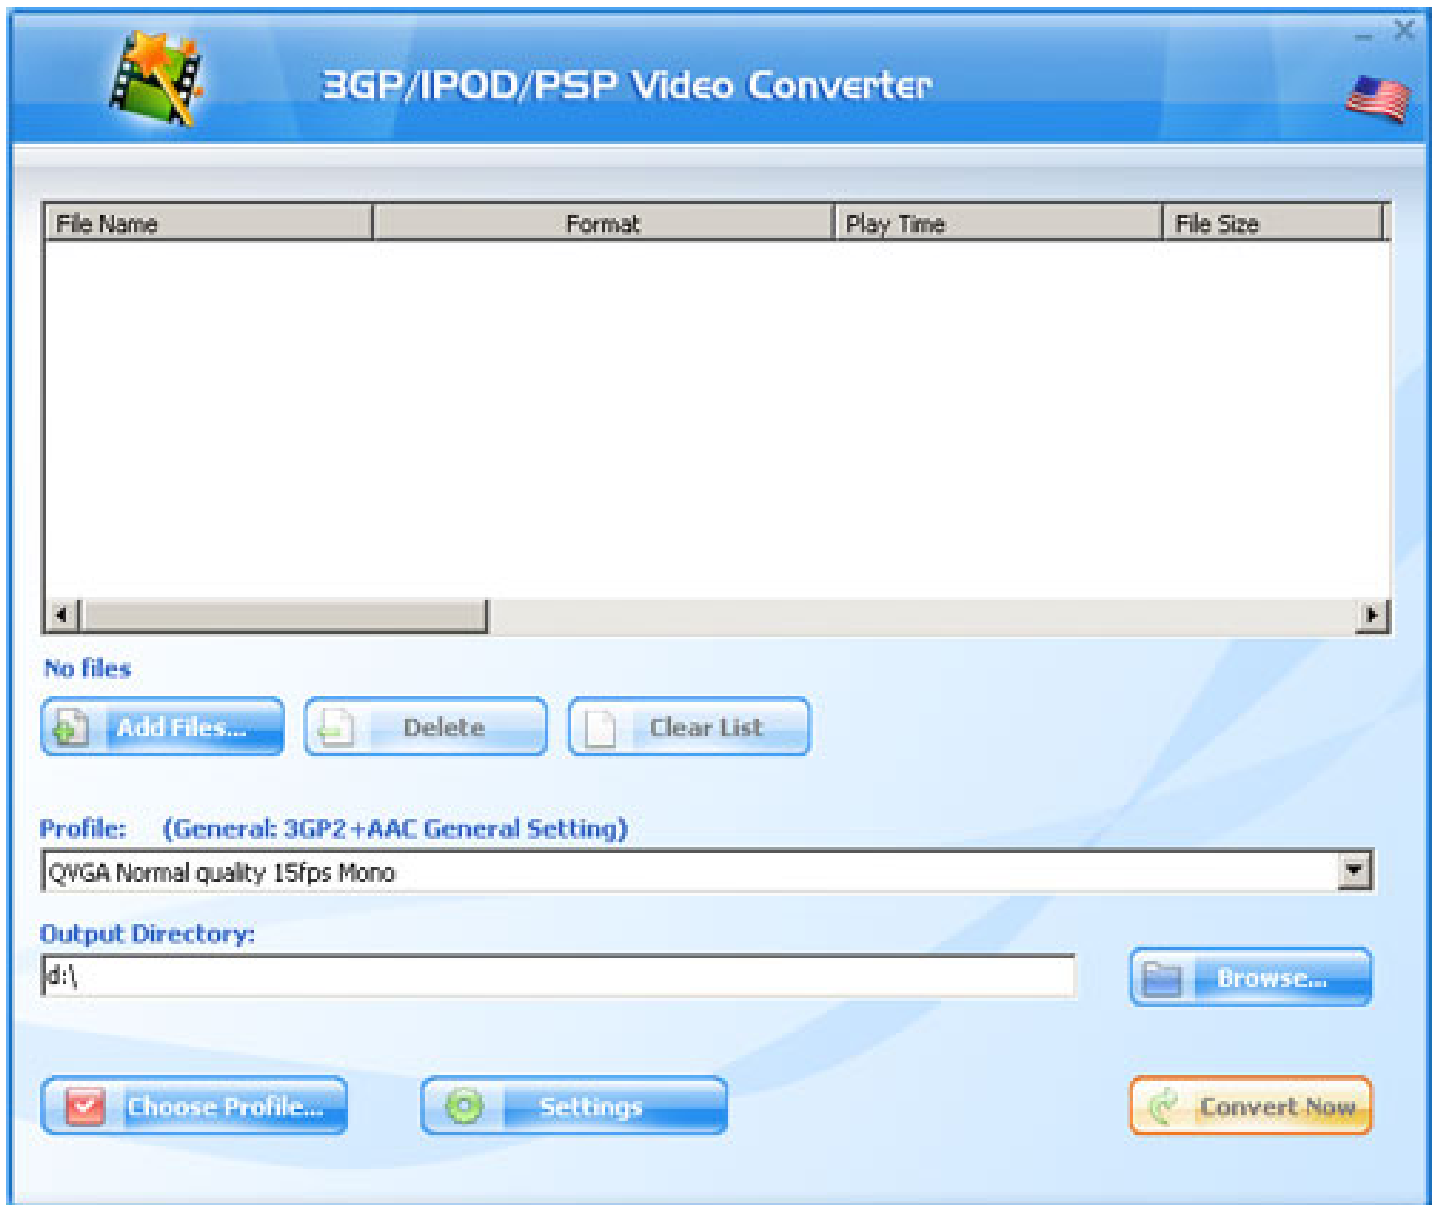 3GP/IPOD/PSP Video Converter
File Name Format Play Time File Size
No files
Add Files... Delete Clear List
Profile: (General: 3GP2+AAC General Setting)
QVGA Normal quality 15fps Mono
Output Directory:
d:\
Browse...
Choose Profile... Settings Convert Now